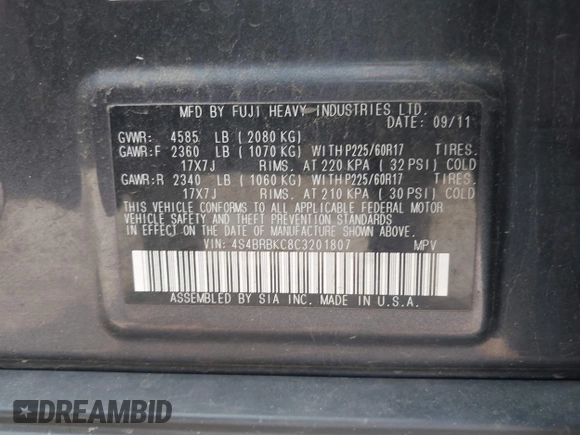 MFD BY FUJI HEAVY INDUSTRIES LTD.
DATE: 09/11
GVWR: 4585 LB ( 2080 KG)
GAWR:F 2360 LB ( 1070 KG) WITH P225/60R17 TIRES.
17X7J RIMS. AT 220 KPA ( 32 PSI) COLD
GAWR:R 2340 LB ( 1060 KG) WITH P225/60R17 TIRES.
17X7J RIMS. AT 210 KPA ( 30 PSI) COLD
THIS VEHICLE CONFORMS TO ALL APPLICABLE FEDERAL MOTOR
VEHICLE SAFETY AND THEFT PREVENTION STANDARDS
IN EFFECT ON THE DATE OF MANUFACTURE SHOWN ABOVE.
VIN: 4S4BRBKC8C3201807 MPV
ASSEMBLED BY SIA INC. MADE IN U.S.A.
DREAMBID